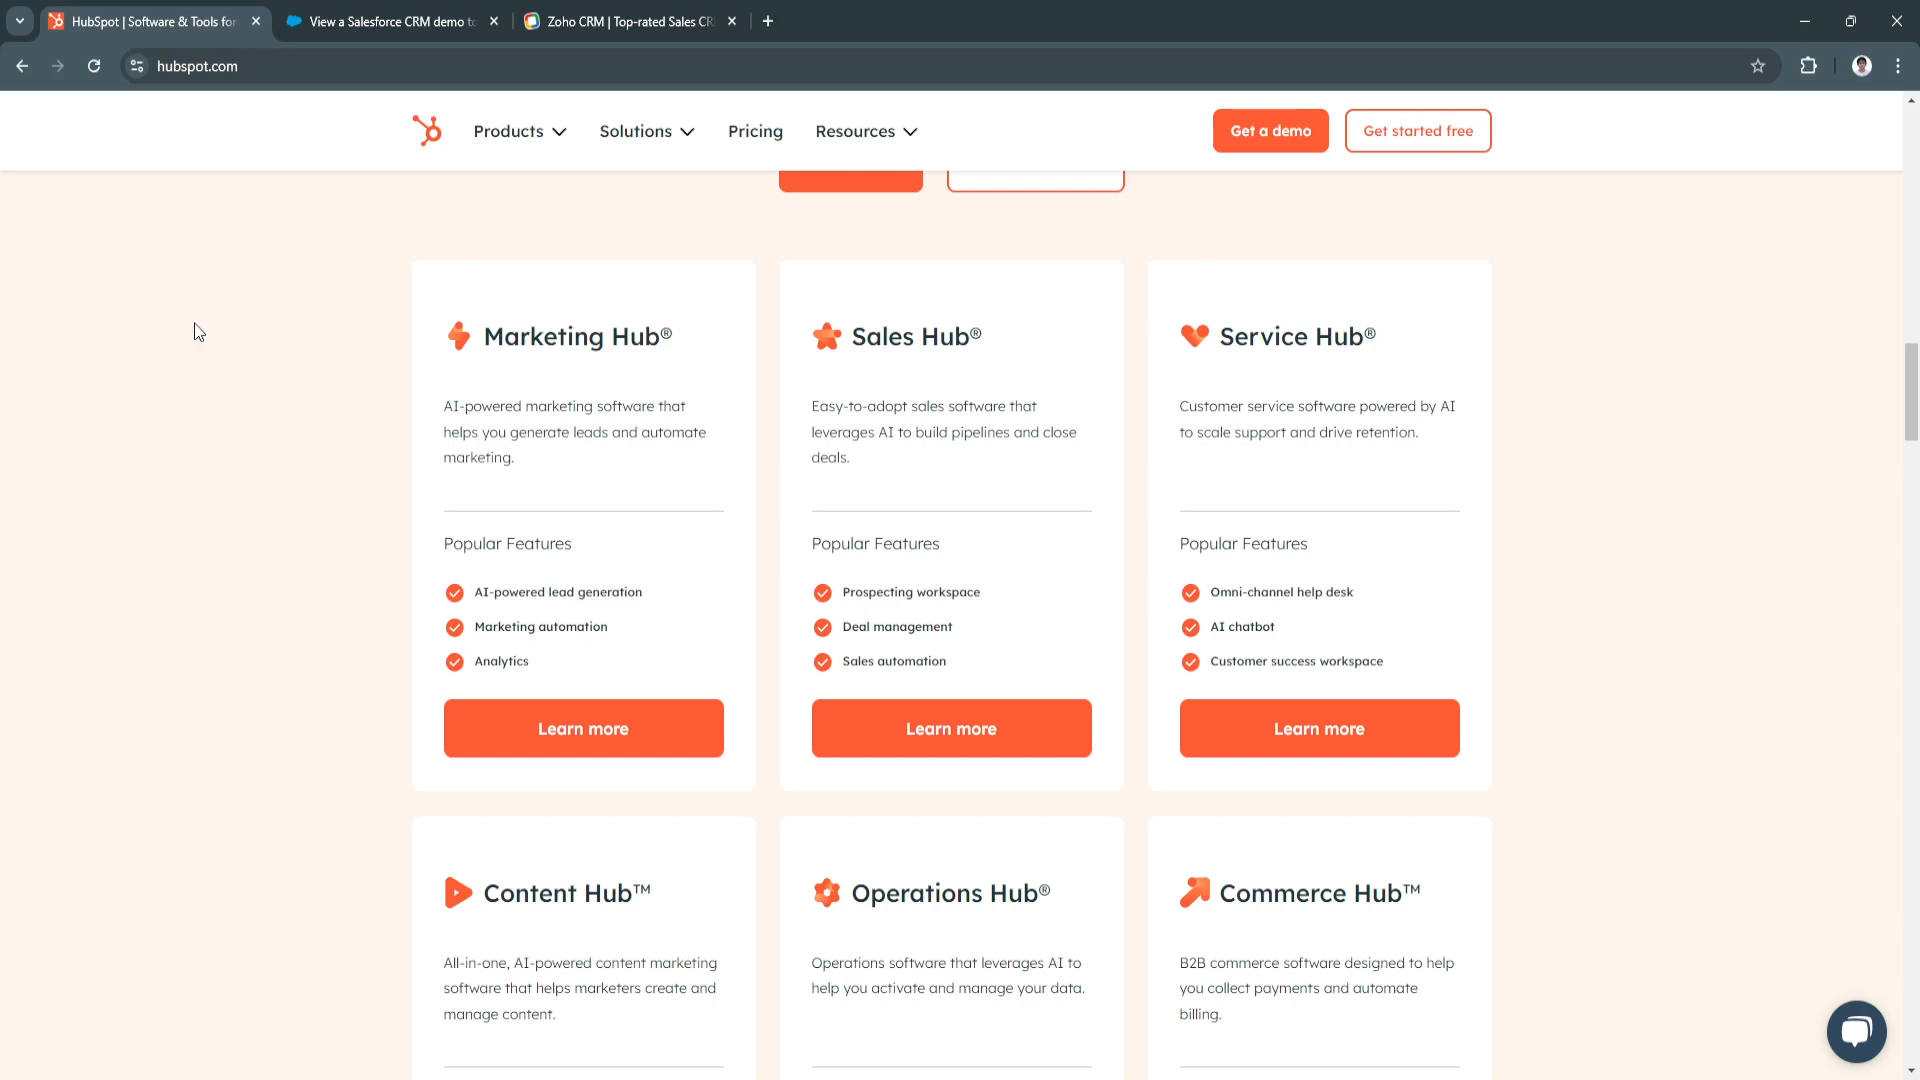 HubSpot | Software & Tools for
View a Salesforce CRM demo to
Zoho CRM | Top-rated Sales CR
hubspot.com
Products
Solutions
Pricing
Resources
Get a demo
Get started free
Marketing Hub®
AI-powered marketing software that
helps you generate leads and automate
marketing.
Popular Features
AI-powered lead generation
Marketing automation
Analytics
Learn more
Sales Hub®
Easy-to-adopt sales software that
leverages AI to build pipelines and close
deals.
Popular Features
Prospecting workspace
Deal management
Sales automation
Learn more
Service Hub®
Customer service software powered by AI
to scale support and drive retention.
Popular Features
Omni-channel help desk
AI chatbot
Customer success workspace
Learn more
Content Hub™
All-in-one, AI-powered content marketing
software that helps marketers create and
manage content.
Operations Hub®
Operations software that leverages AI to
help you activate and manage your data.
Commerce Hub™
B2B commerce software designed to help
you collect payments and automate
billing.